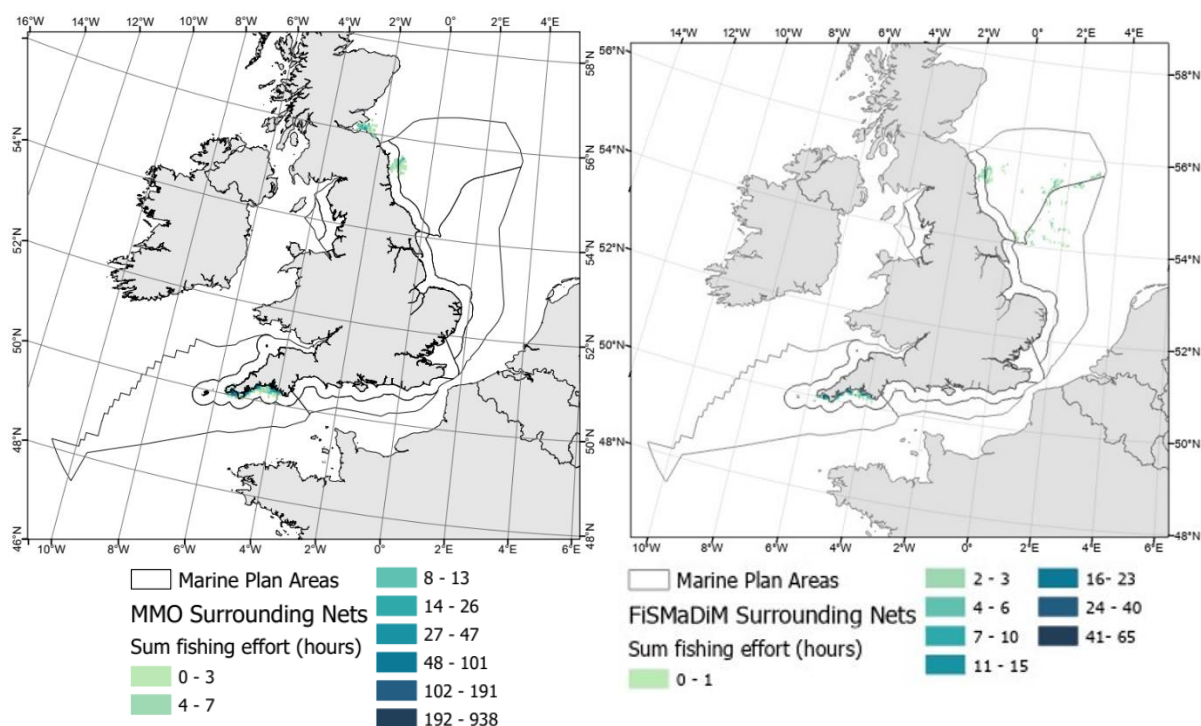 16°W 14°W 12°W 10°W 8°W 6°W 4°W 2°W 0° 2°E 4°E
58°N
56°N
54°N
52°N
50°N
48°N
46°N
54°N
52°N
50°N
48°N
46°N
10°W 8°W 6°W 4°W 2°W 0° 2°E 4°E 6°E
Marine Plan Areas
MMO Surrounding Nets
Sum fishing effort (hours)
0 - 3
4 - 7
8 - 13
14 - 26
27 - 47
48 - 101
102 - 191
192 - 938
14°W 12°W 10°W 8°W 6°W 4°W 2°W 0° 2°E 4°E
56°N
54°N
52°N
50°N
48°N
58°N
56°N
54°N
52°N
50°N
48°N
10°W 8°W 6°W 4°W 2°W 0° 2°E 4°E 6°E
Marine Plan Areas
FiSMaDiM Surrounding Nets
Sum fishing effort (hours)
0 - 1
2 - 3
4 - 6
7 - 10
11 - 15
16- 23
24 - 40
41- 65